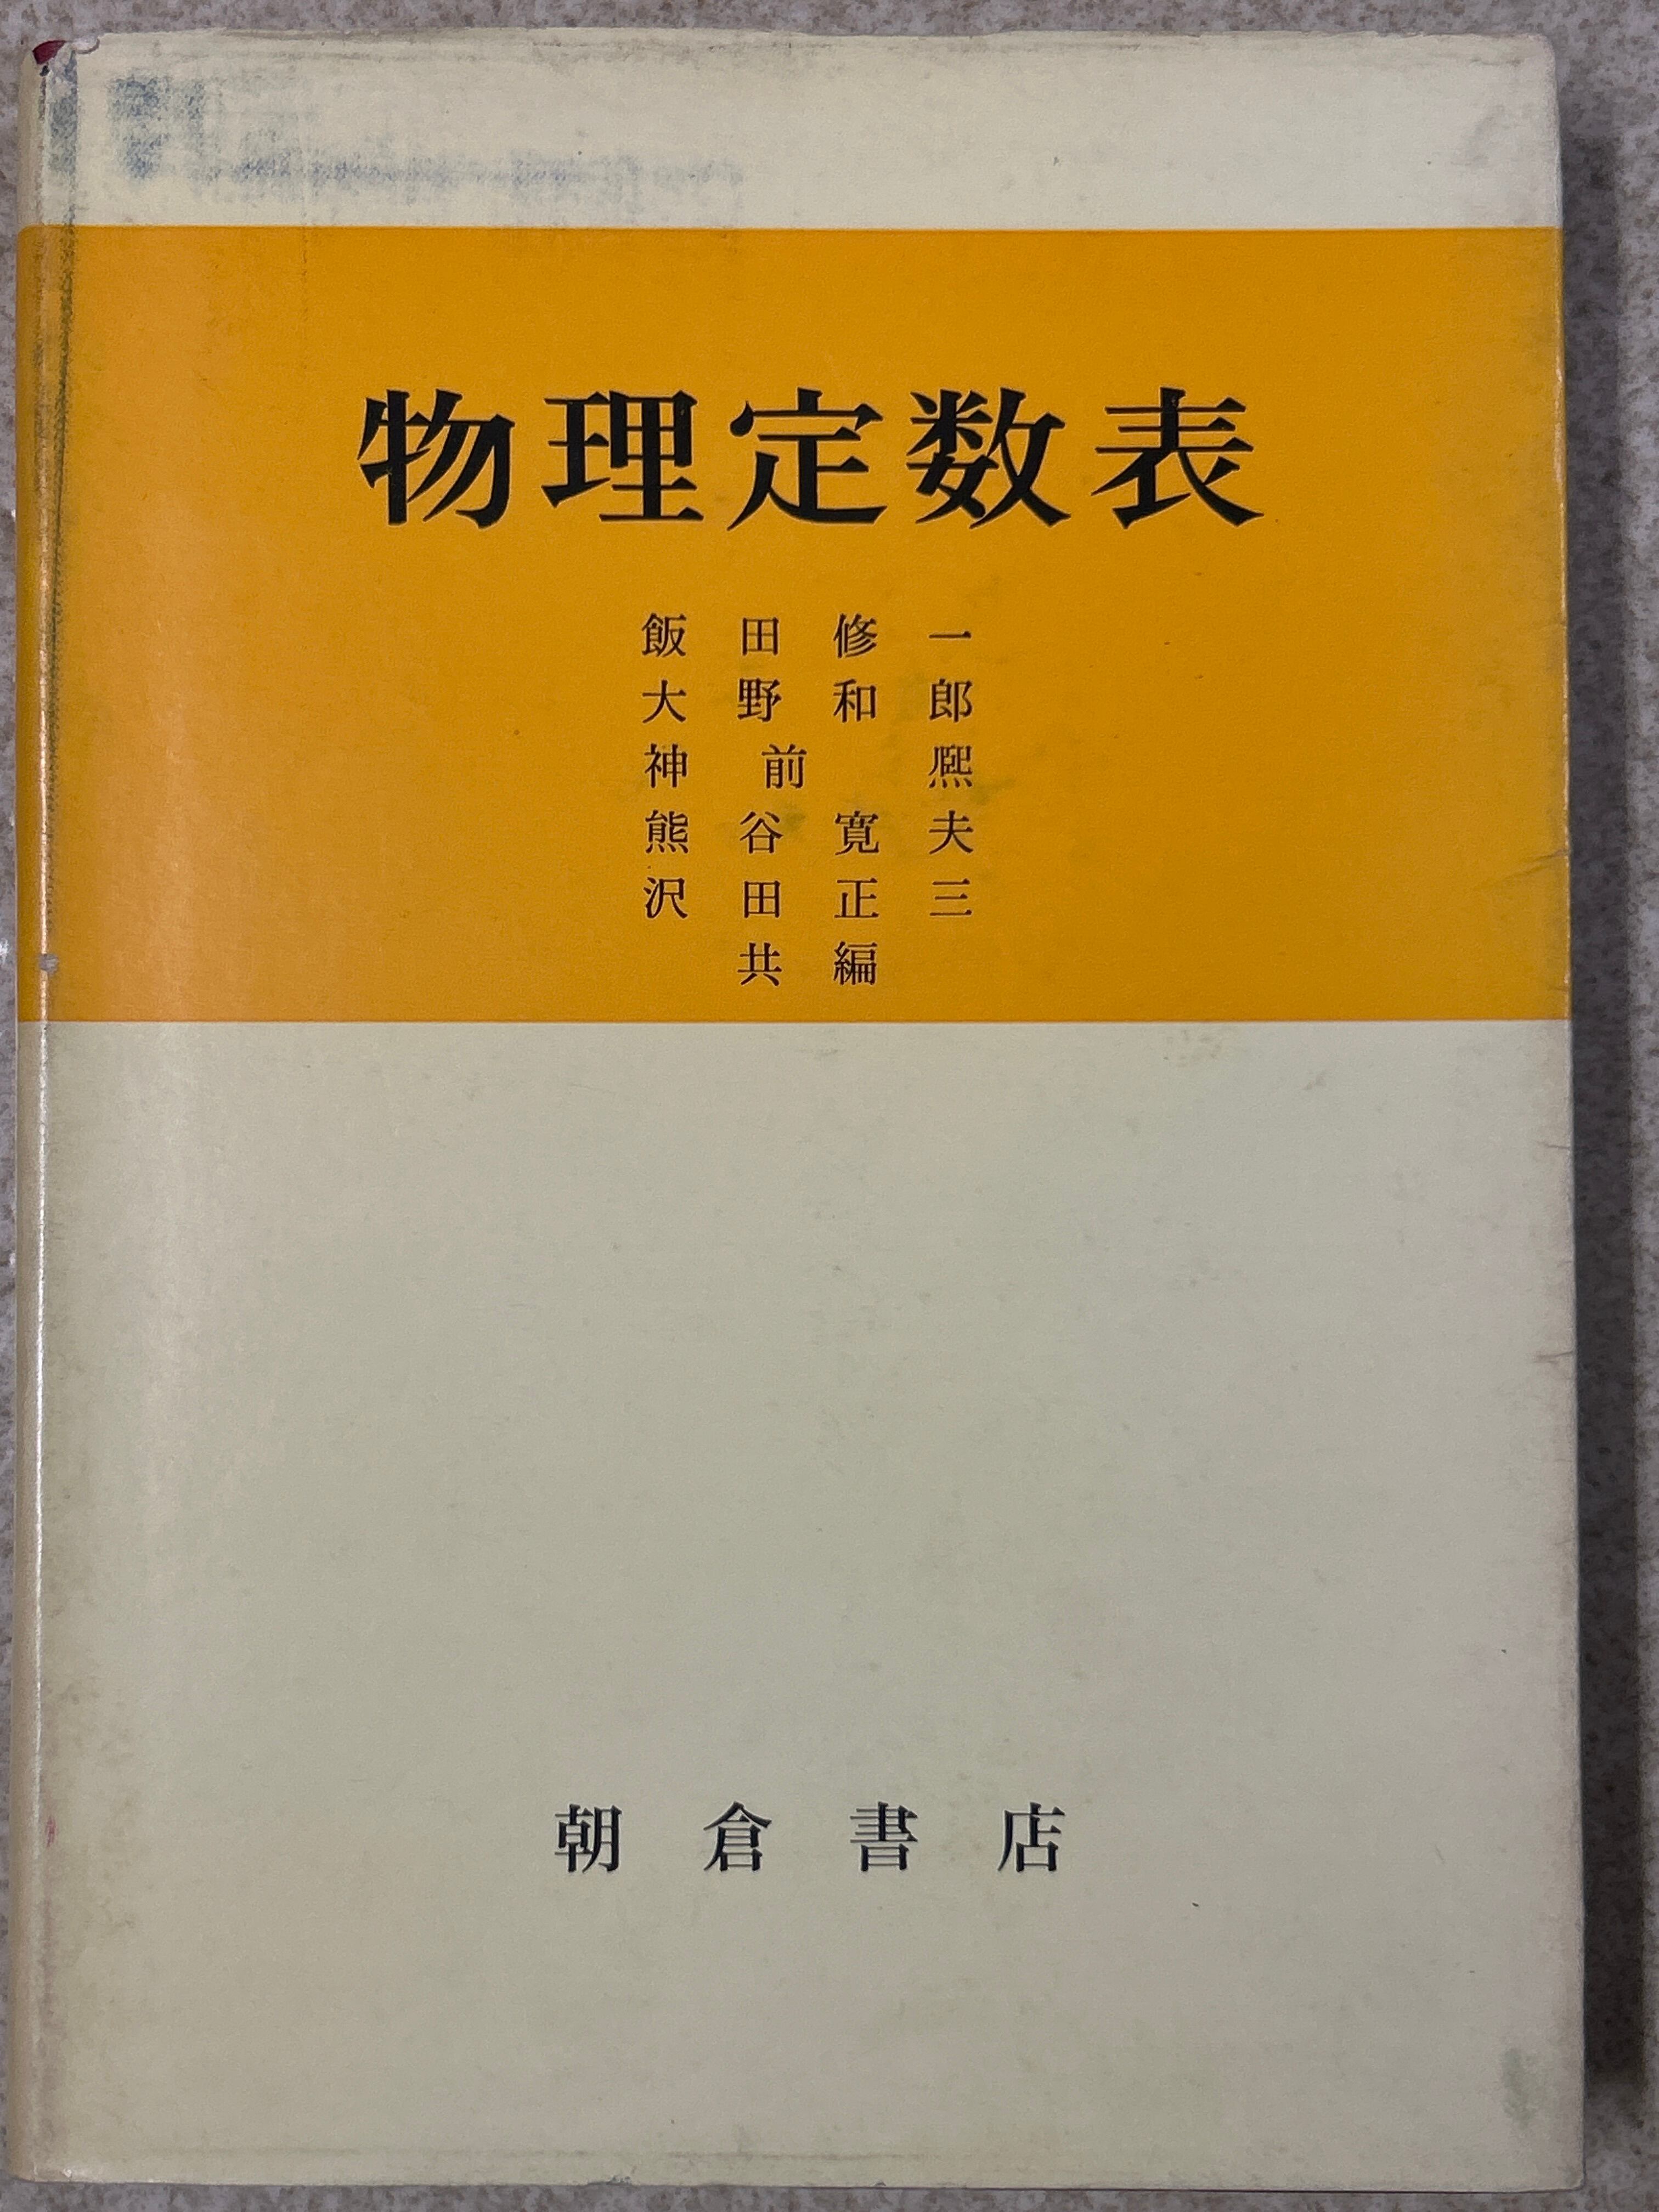 物理定数表
飯田修一
大野和郎
神前熈
熊谷寛夫
沢田正三
共編
朝倉書店